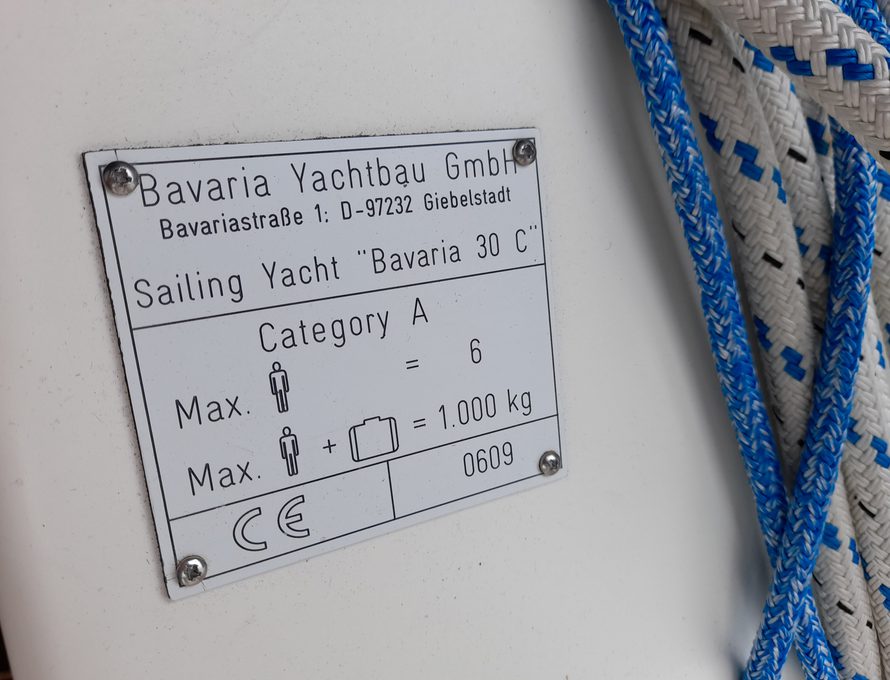 Bavaria Yachtbau GmbH
Bavariastraße 1: D-97232 Giebelstadt
Sailing Yacht "Bavaria 30 C"
Category A
Max. = 6
Max. + = 1.000 kg
CE 0609